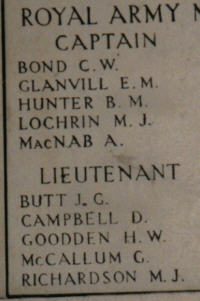 ROYAL ARMY
CAPTAIN
BOND C.W.
GLANVILL E.M.
HUNTER B.M.
LOCHRIN M.J.
MACNAB A.
LIEUTENANT
BUTT J.G.
CAMPBELL D.
GOODDEN H.W.
MCCALLUM G.
RICHARDSON M.J.